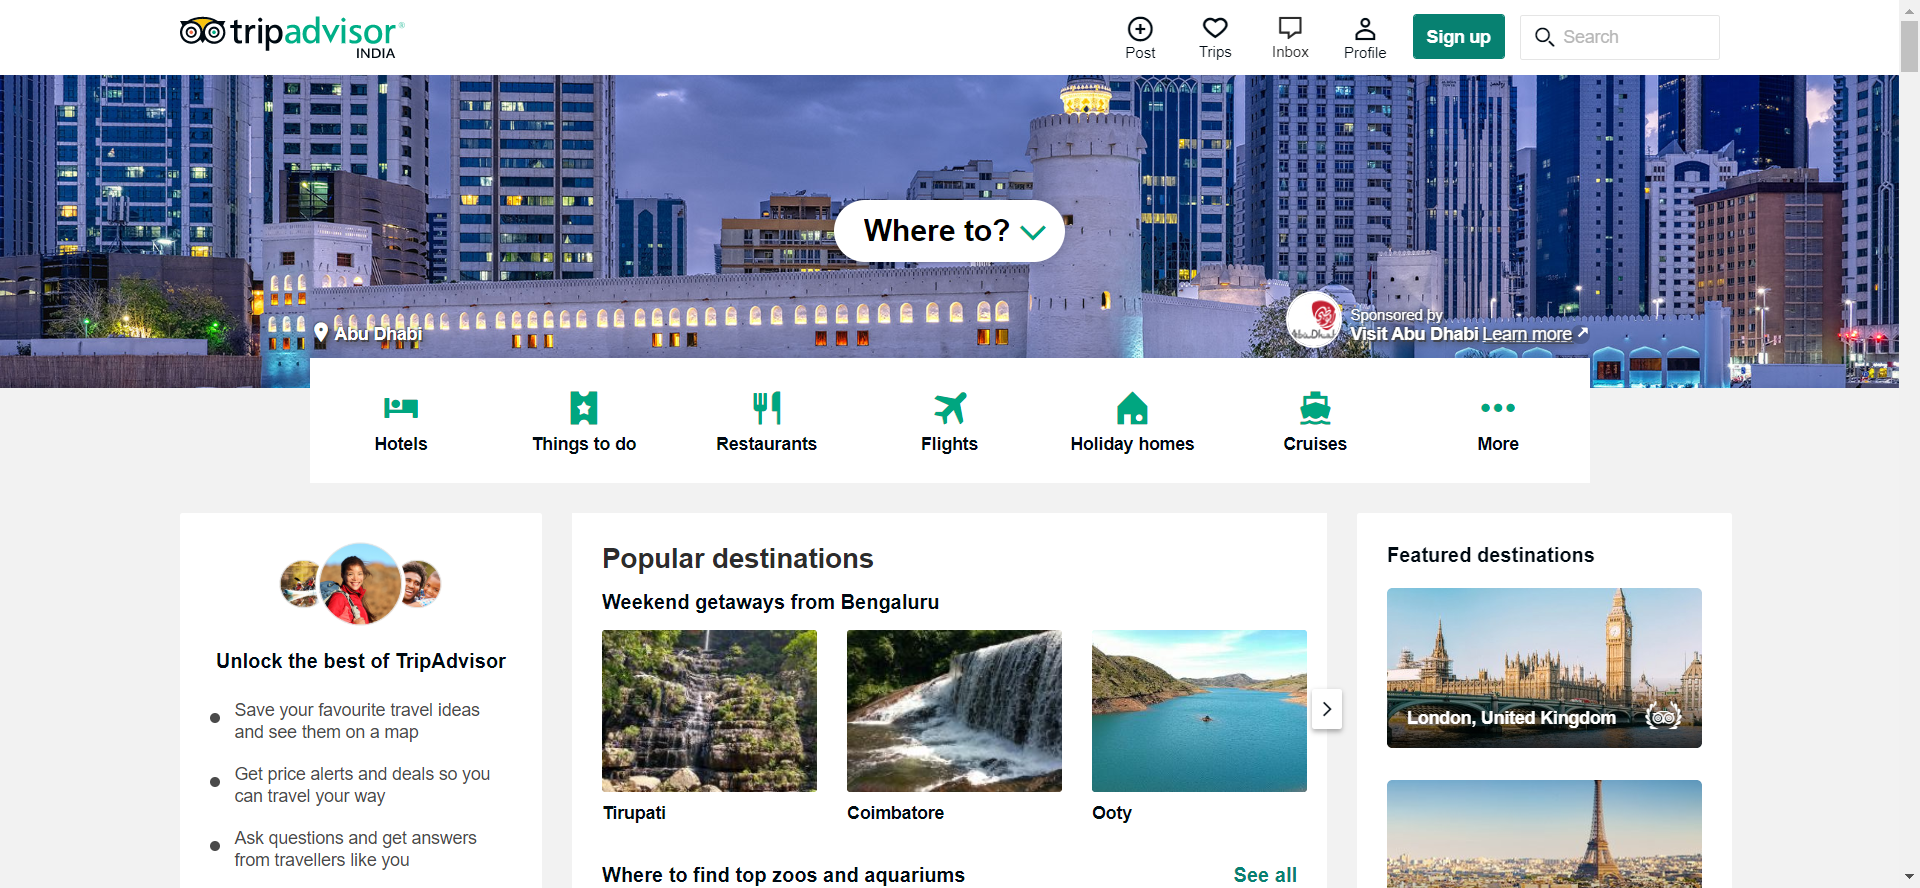 tripadvisor®
INDIA
Post
Trips
Inbox
Profile
Sign up
Search
Where to?
Abu Dhabi
Abu Dhabi
Sponsored by
Visit Abu Dhabi Learn more
Hotels
Things to do
Restaurants
Flights
Holiday homes
Cruises
More
Unlock the best of TripAdvisor
Save your favourite travel ideas
and see them on a map
Get price alerts and deals so you
can travel your way
Ask questions and get answers
from travellers like you
Popular destinations
Weekend getaways from Bengaluru
Tirupati
Coimbatore
Ooty
Where to find top zoos and aquariums
See all
Featured destinations
London, United Kingdom